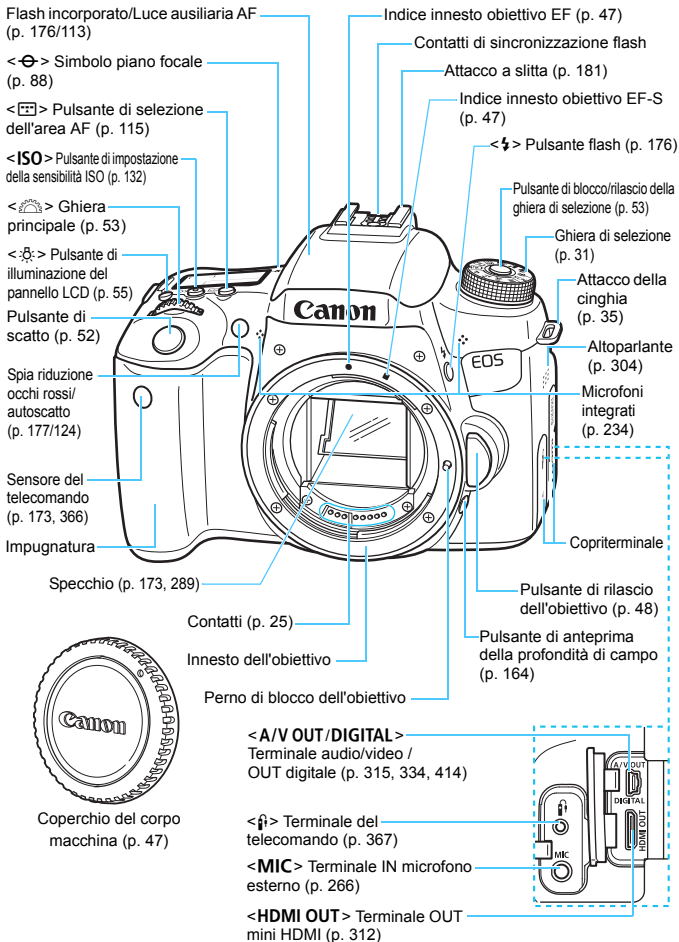 Flash incorporato/Luce ausiliaria AF
(p. 176/113)
< > Simbolo piano focale
(p. 88)
< > Pulsante di selezione
dell'area AF (p. 115)
<ISO> Pulsante di impostazione
della sensibilità ISO (p. 132)
< > Ghiera
principale (p. 53)
< > Pulsante di
illuminazione del
pannello LCD (p. 55)
Pulsante di
scatto (p. 52)
Spia riduzione
occhi rossi/
autoscatto
(p. 177/124)
Sensore del
telecomando
(p. 173, 366)
Impugnatura
Specchio (p. 173, 289)
Contatti (p. 25)
Innesto dell'obiettivo
Perno di blocco dell'obiettivo
Indice innesto obiettivo EF (p. 47)
Contatti di sincronizzazione flash
Attacco a slitta (p. 181)
Indice innesto obiettivo EF-S
(p. 47)
< > Pulsante flash (p. 176)
Pulsante di blocco/rilascio della
ghiera di selezione (p. 53)
Ghiera di selezione
(p. 31)
Attacco della
cinghia
(p. 35)
Altoparlante
(p. 304)
Microfoni
integrati
(p. 234)
Copriterminale
Pulsante di rilascio
dell'obiettivo (p. 48)
Pulsante di anteprima
della profondità di campo
(p. 164)
Canon
EOS
Canon
Coperchio del corpo
macchina (p. 47)
<A/V OUT/DIGITAL>
Terminale audio/video /
OUT digitale (p. 315, 334, 414)
< > Terminale del
telecomando (p. 367)
<MIC> Terminale IN microfono
esterno (p. 266)
<HDMI OUT> Terminale OUT
mini HDMI (p. 312)
A/V OUT
DIGITAL
HDMI OUT
MIC